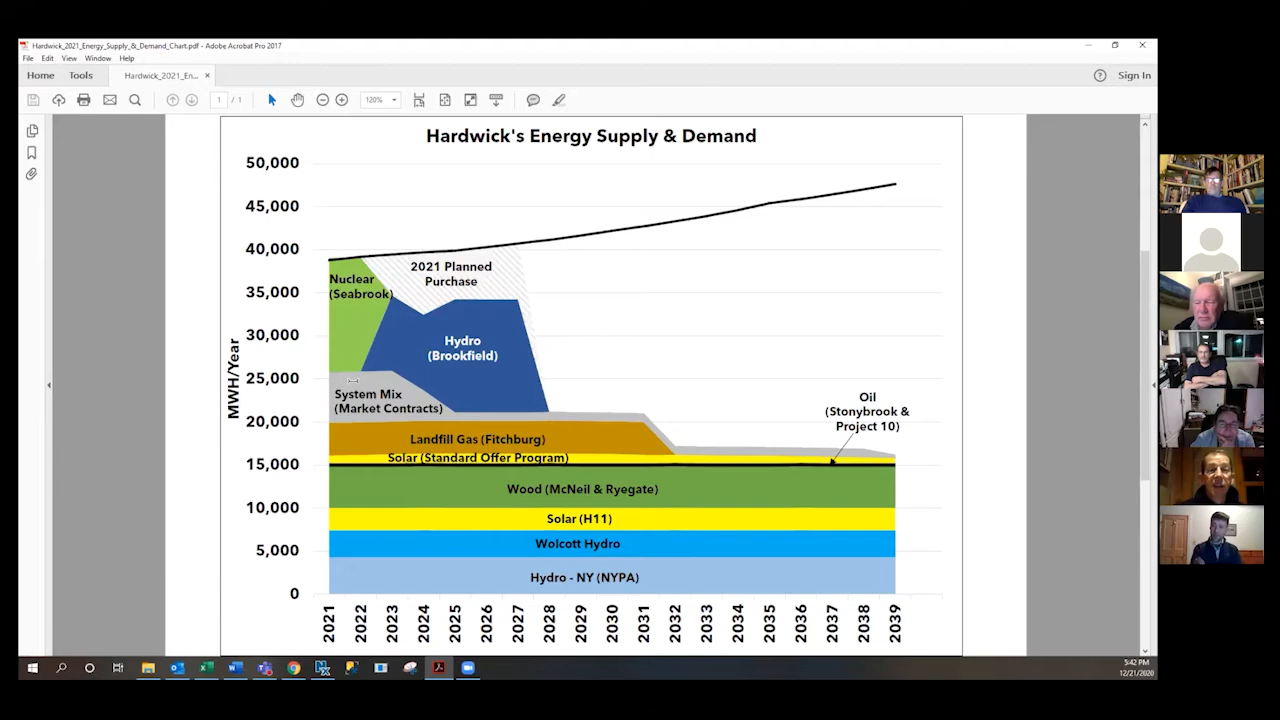 Hardwick_2021_Energy_Supply_&_Demand_Chart.pdf - Adobe Acrobat Pro 2017
File Edit View Window Help
Home Tools Hardwick_2021_En... × Sign In
1 / 1 120%
Hardwick's Energy Supply & Demand
MWH/Year
50,000
45,000
40,000
35,000
30,000
25,000
20,000
15,000
10,000
5,000
0
2021 Planned
Purchase
Nuclear
(Seabrook)
Hydro
(Brookfield)
System Mix
(Market Contracts)
Oil
(Stonybrook &
Project 10)
Landfill Gas (Fitchburg)
Solar (Standard Offer Program)
Wood (McNeil & Ryegate)
Solar (H11)
Wolcott Hydro
Hydro - NY (NYPA)
2021 2022 2023 2024 2025 2026 2027 2028 2029 2030 2031 2032 2033 2034 2035 2036 2037 2038 2039
5:42 PM
12/21/2020